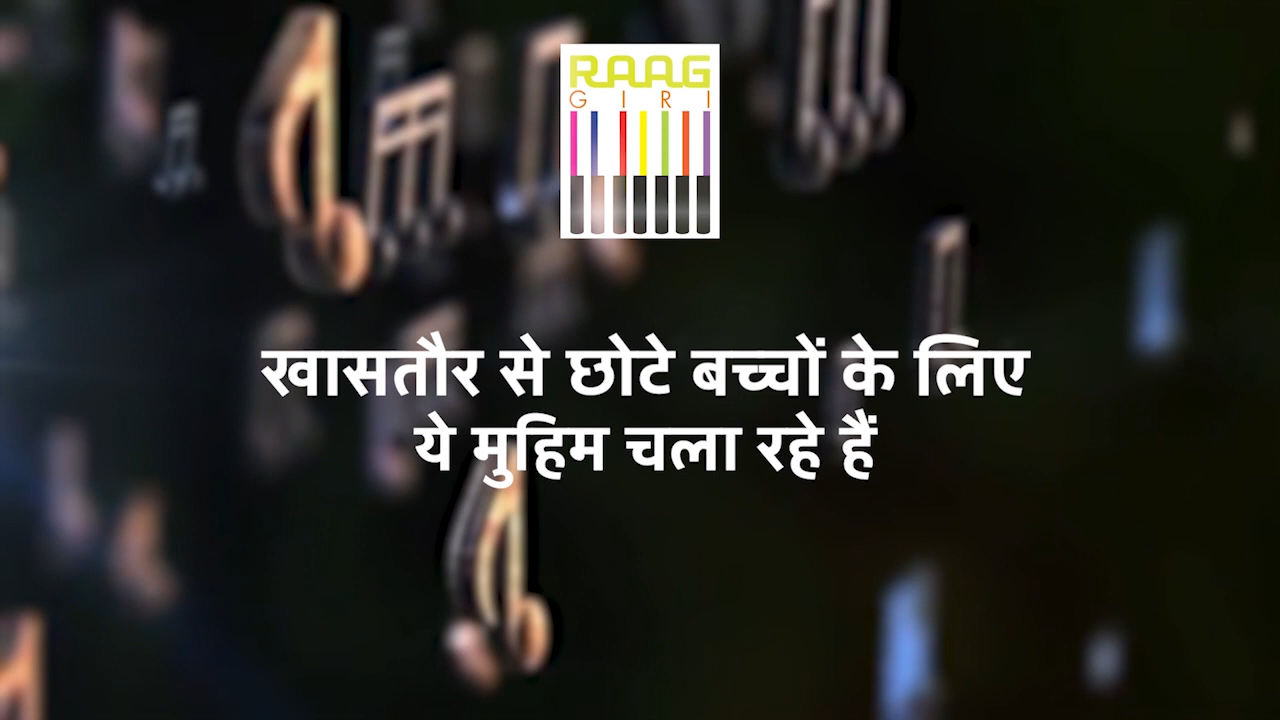 RAAG
GIRI
खासतौर से छोटे बच्चों के लिए
ये मुहिम चला रहे हैं